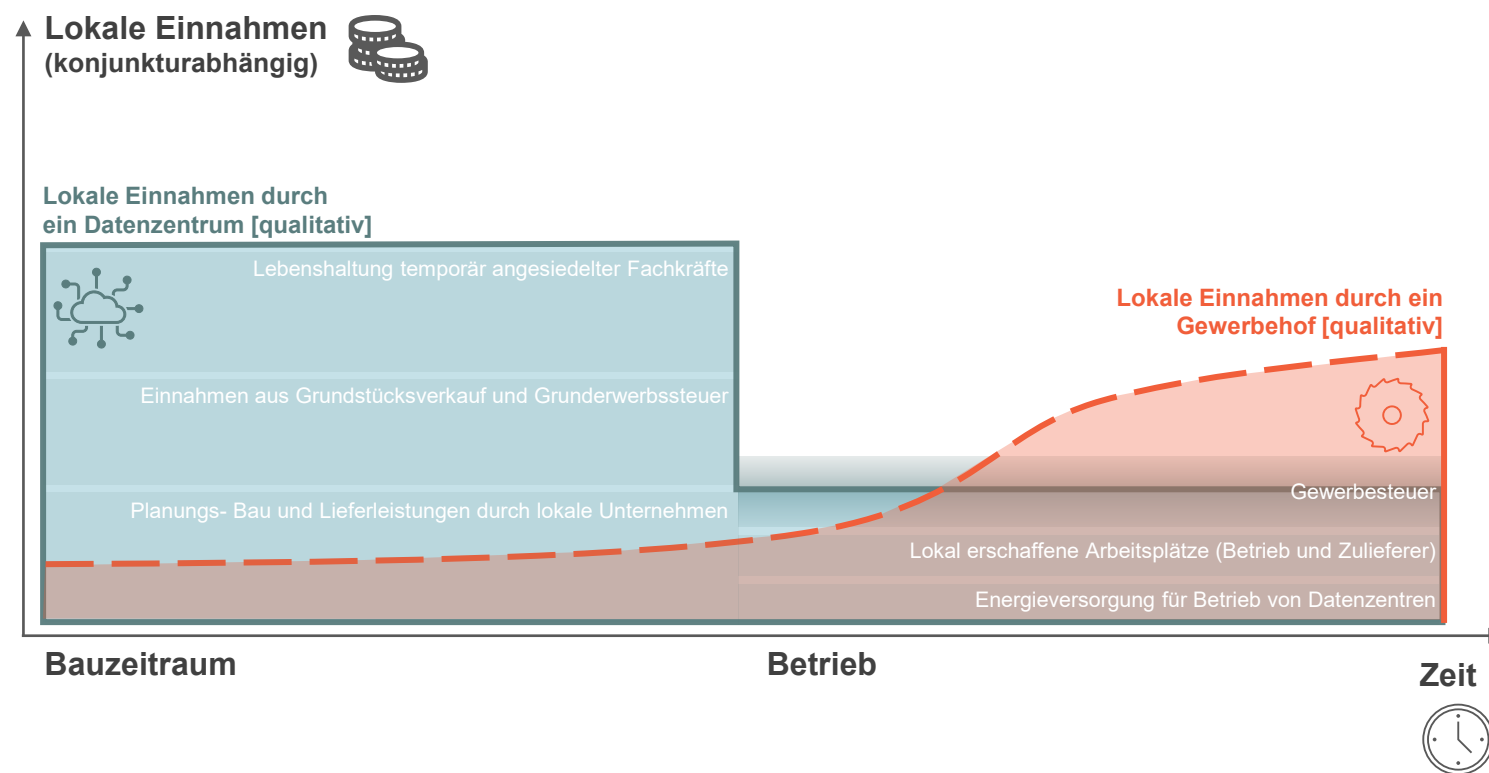 Lokale Einnahmen
(konjunkturabhängig)
Lokale Einnahmen durch
ein Datenzentrum [qualitativ]
Lebenshaltung temporär angesiedelter Fachkräfte
Einnahmen aus Grundstücksverkauf und Grunderwerbssteuer
Planungs- Bau und Lieferleistungen durch lokale Unternehmen
Lokale Einnahmen durch ein
Gewerbehof [qualitativ]
Gewerbesteuer
Lokal erschaffene Arbeitsplätze (Betrieb und Zulieferer)
Energieversorgung für Betrieb von Datenzentren
Bauzeitraum
Betrieb
Zeit